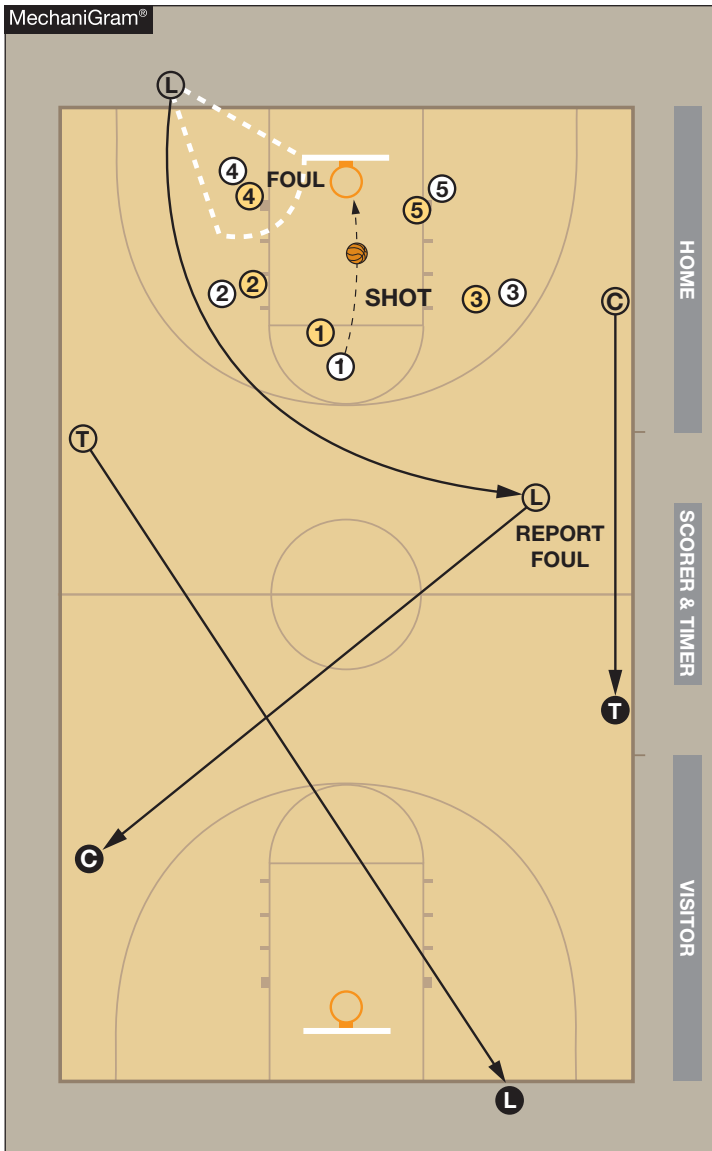 MechaniGram®
L
4
4
FOUL
5
5
2
2
SHOT
3
3
C
1
1
T
L
REPORT
FOUL
T
C
L
HOME
SCORER & TIMER
VISITOR